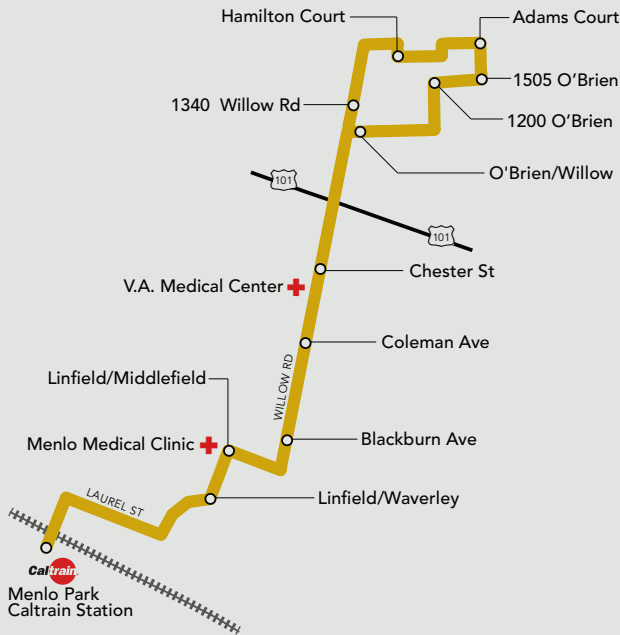 Hamilton Court
Adams Court
1505 O'Brien
1340 Willow Rd
1200 O'Brien
O'Brien/Willow
101
101
Chester St
V.A. Medical Center
Coleman Ave
WILLOW RD
Linfield/Middlefield
Blackburn Ave
Menlo Medical Clinic
Linfield/Waverley
LAUREL ST
Caltrain
Menlo Park
Caltrain Station